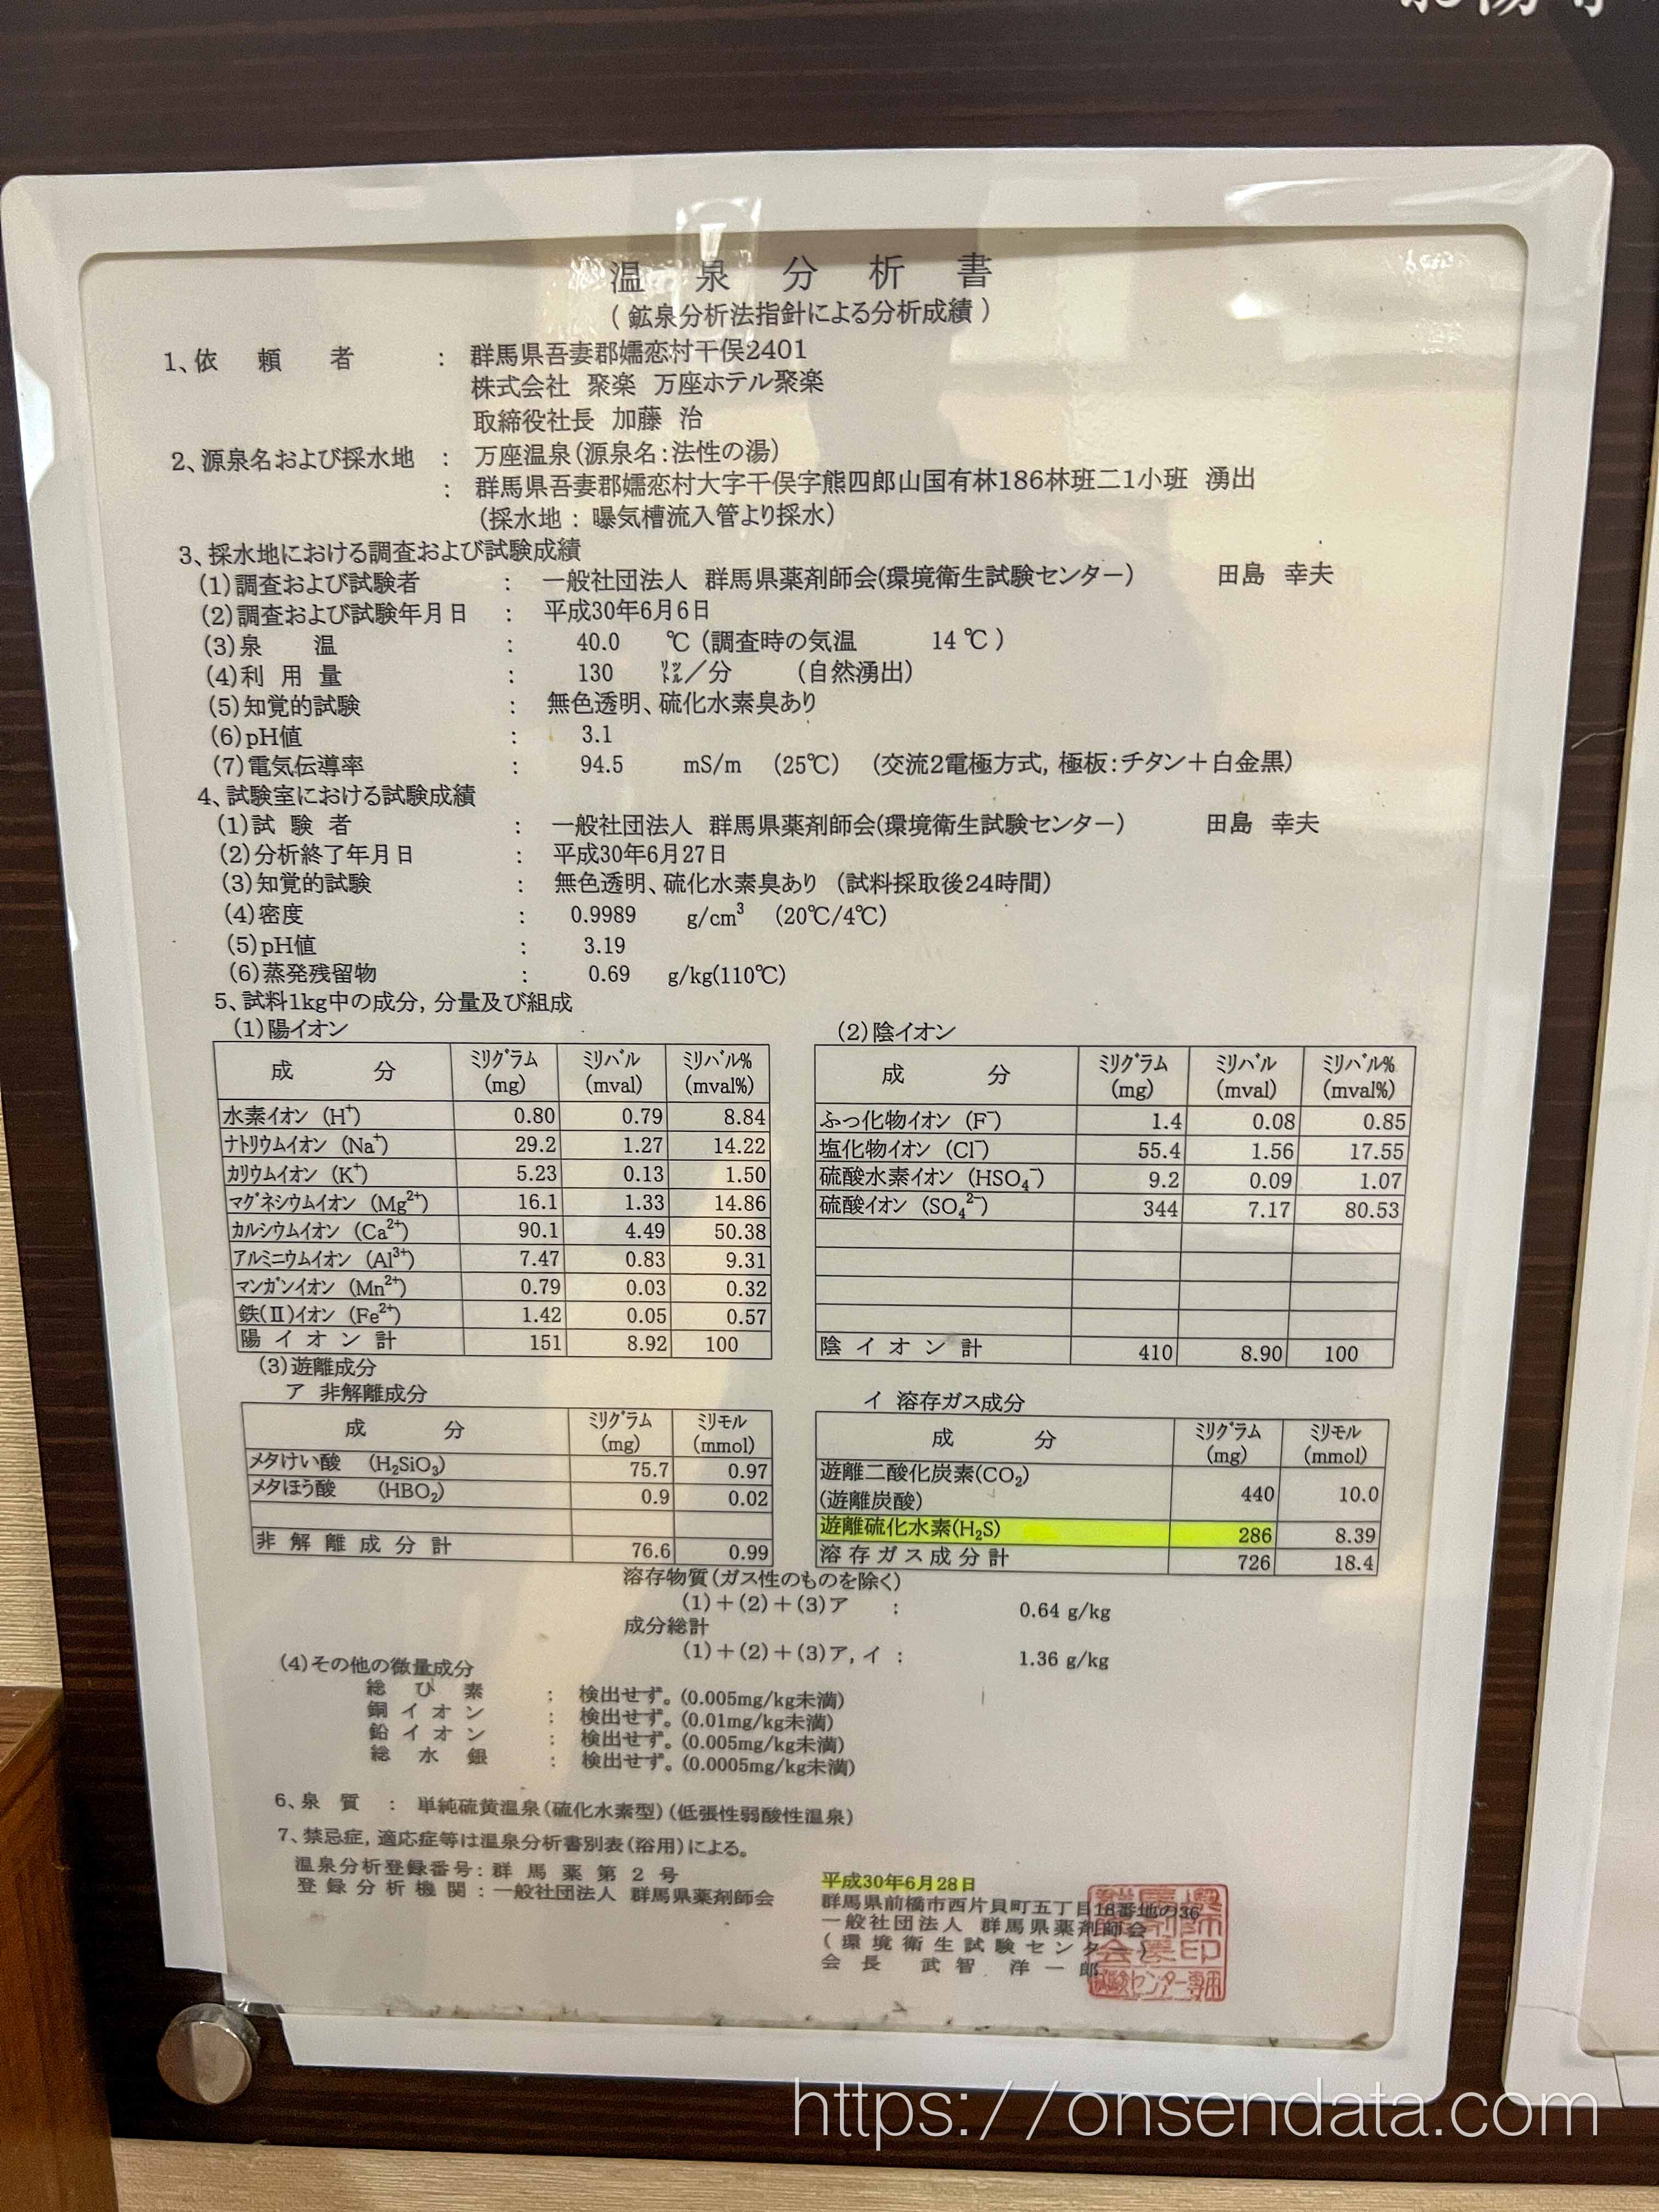 温泉分析書
(鉱泉分析法指針による分析成績)
1、依頼者 : 群馬県吾妻郡嬬恋村干俣2401
株式会社 聚楽 万座ホテル聚楽
取締役社長 加藤 治
2、源泉名および採水地 : 万座温泉(源泉名:法性の湯)
: 群馬県吾妻郡嬬恋村大字干俣字熊四郎山国有林186林班二1小班 湧出
(採水地 : 曝気槽流入管より採水)
3、採水地における調査および試験成績
(1)調査および試験者 : 一般社団法人 群馬県薬剤師会(環境衛生試験センター) 田島 幸夫
(2)調査および試験年月日 : 平成30年6月6日
(3)泉温 : 40.0 ℃ (調査時の気温 14 ℃ )
(4)利用量 : 130 ㍑/分 (自然湧出)
(5)知覚的試験 : 無色透明、硫化水素臭あり
(6)pH値 : 3.1
(7)電気伝導率 : 94.5 mS/m (25℃) (交流2電極方式, 極板:チタン+白金黒)
4、試験室における試験成績
(1)試験者 : 一般社団法人 群馬県薬剤師会(環境衛生試験センター) 田島 幸夫
(2)分析終了年月日 : 平成30年6月27日
(3)知覚的試験 : 無色透明、硫化水素臭あり (試料採取後24時間)
(4)密度 : 0.9989 g/cm³ (20℃/4℃)
(5)pH値 : 3.19
(6)蒸発残留物 : 0.69 g/kg(110℃)
5、試料1kg中の成分, 分量及び組成
(1)陽イオン
成分 ミリグラム(mg) ミリバル(mval) ミリバル%(mval%)
水素イオン (H⁺) 0.80 0.79 8.84
ナトリウムイオン (Na⁺) 29.2 1.27 14.22
カリウムイオン (K⁺) 5.23 0.13 1.50
マグネシウムイオン (Mg²⁺) 16.1 1.33 14.86
カルシウムイオン (Ca²⁺) 90.1 4.49 50.38
アルミニウムイオン (Al³⁺) 7.47 0.83 9.31
マンガンイオン (Mn²⁺) 0.79 0.03 0.32
鉄(Ⅱ)イオン (Fe²⁺) 1.42 0.05 0.57
陽イオン計 151 8.92 100
(2)陰イオン
成分 ミリグラム(mg) ミリバル(mval) ミリバル%(mval%)
ふっ化物イオン (F⁻) 1.4 0.08 0.85
塩化物イオン (Cl⁻) 55.4 1.56 17.55
硫酸水素イオン (HSO₄⁻) 9.2 0.09 1.07
硫酸イオン (SO₄²⁻) 344 7.17 80.53
陰イオン計 410 8.90 100
(3)遊離成分
ア 非解離成分
成分 ミリグラム(mg) ミリモル(mmol)
メタけい酸 (H₂SiO₃) 75.7 0.97
メタほう酸 (HBO₂) 0.9 0.02
非解離成分計 76.6 0.99
イ 溶存ガス成分
成分 ミリグラム(mg) ミリモル(mmol)
遊離二酸化炭素(CO₂)
(遊離炭酸) 440 10.0
遊離硫化水素(H₂S) 286 8.39
溶存ガス成分計 726 18.4
溶存物質(ガス性のものを除く)
(1)+(2)+(3)ア : 0.64 g/kg
成分総計
(1)+(2)+(3)ア, イ : 1.36 g/kg
(4)その他の微量成分
総ひ素 ; 検出せず。(0.005mg/kg未満)
銅イオン : 検出せず。(0.01mg/kg未満)
鉛イオン : 検出せず。(0.005mg/kg未満)
総水銀 : 検出せず。(0.0005mg/kg未満)
6、泉質 : 単純硫黄温泉(硫化水素型)(低張性弱酸性温泉)
7、禁忌症, 適応症等は温泉分析書別表(浴用)による。
温泉分析登録番号:群馬薬第2号
登録分析機関:一般社団法人 群馬県薬剤師会
平成30年6月28日
群馬県前橋市西片貝町五丁目18番地の36
一般社団法人 群馬県薬剤師会
(環境衛生試験センター)
会長 武智 洋一郎
試験センター専用
https://onsendata.com